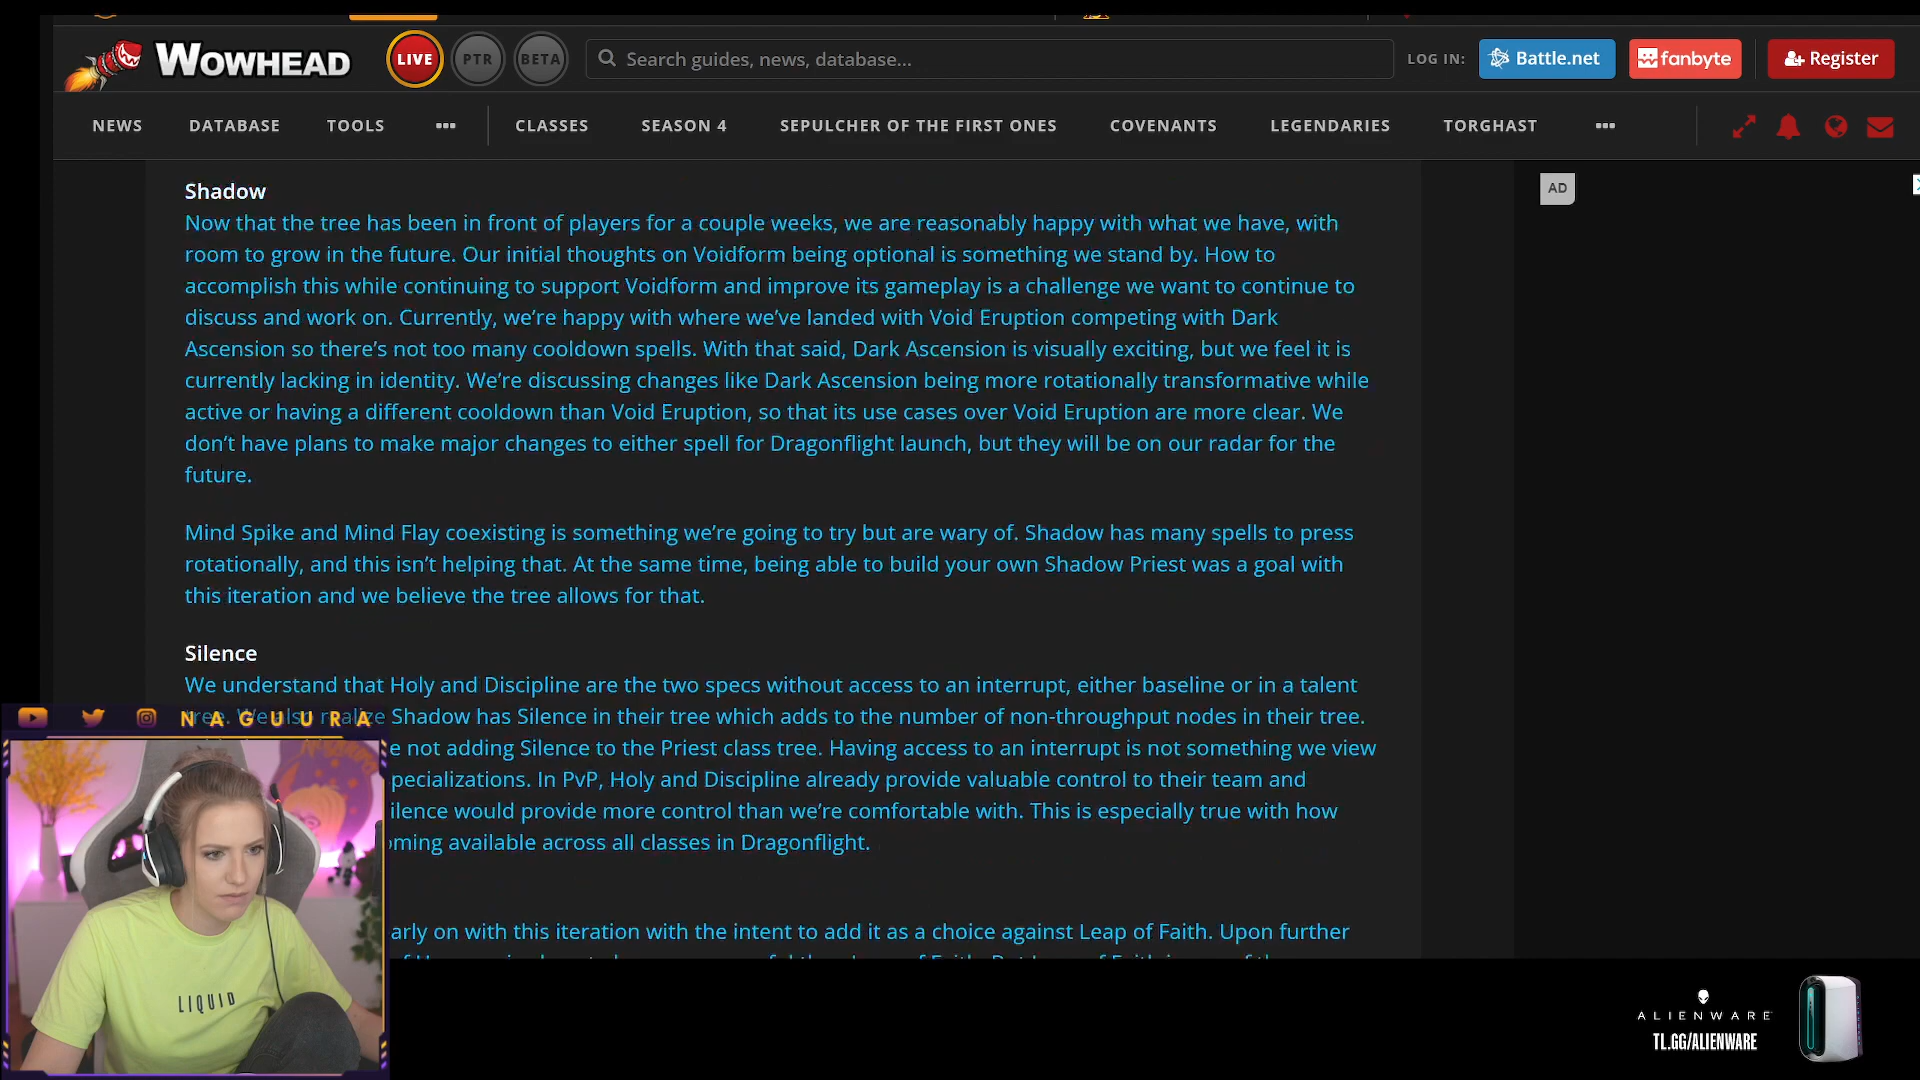 WOWHEAD
LIVE
PTR
BETA
Search guides, news, database...
LOG IN:
Battle.net
fanbyte
Register
NEWS
DATABASE
TOOLS
CLASSES
SEASON 4
SEPULCHER OF THE FIRST ONES
COVENANTS
LEGENDARIES
TORGHAST
AD
Shadow
Now that the tree has been in front of players for a couple weeks, we are reasonably happy with what we have, with
room to grow in the future. Our initial thoughts on Voidform being optional is something we stand by. How to
accomplish this while continuing to support Voidform and improve its gameplay is a challenge we want to continue to
discuss and work on. Currently, we’re happy with where we’ve landed with Void Eruption competing with Dark
Ascension so there’s not too many cooldown spells. With that said, Dark Ascension is visually exciting, but we feel it is
currently lacking in identity. We’re discussing changes like Dark Ascension being more rotationally transformative while
active or having a different cooldown than Void Eruption, so that its use cases over Void Eruption are more clear. We
don’t have plans to make major changes to either spell for Dragonflight launch, but they will be on our radar for the
future.
Mind Spike and Mind Flay coexisting is something we’re going to try but are wary of. Shadow has many spells to press
rotationally, and this isn’t helping that. At the same time, being able to build your own Shadow Priest was a goal with
this iteration and we believe the tree allows for that.
Silence
We understand that Holy and Discipline are the two specs without access to an interrupt, either baseline or in a talent
tree. We also realize Shadow has Silence in their tree which adds to the number of non-throughput nodes in their tree.
not adding Silence to the Priest class tree. Having access to an interrupt is not something we view
pecializations. In PvP, Holy and Discipline already provide valuable control to their team and
ilence would provide more control than we’re comfortable with. This is especially true with how
oming available across all classes in Dragonflight.
arly on with this iteration with the intent to add it as a choice against Leap of Faith. Upon further
NAGUURA
LIQUID
ALIENWARE
TL.GG/ALIENWARE